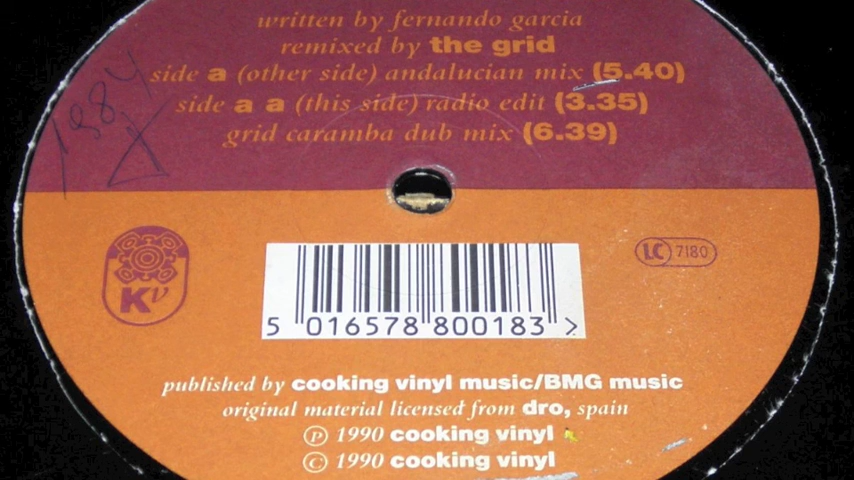 written by fernando garcia
remixed by the grid
side a (other side) andalucian mix (5.40)
side a a (this side) radio edit (3.35)
grid caramba dub mix (6.39)
1984
KV
LC 7180
5 016578 800183 >
published by cooking vinyl music/BMG music
original material licensed from dro, spain
℗ 1990 cooking vinyl
© 1990 cooking vinyl